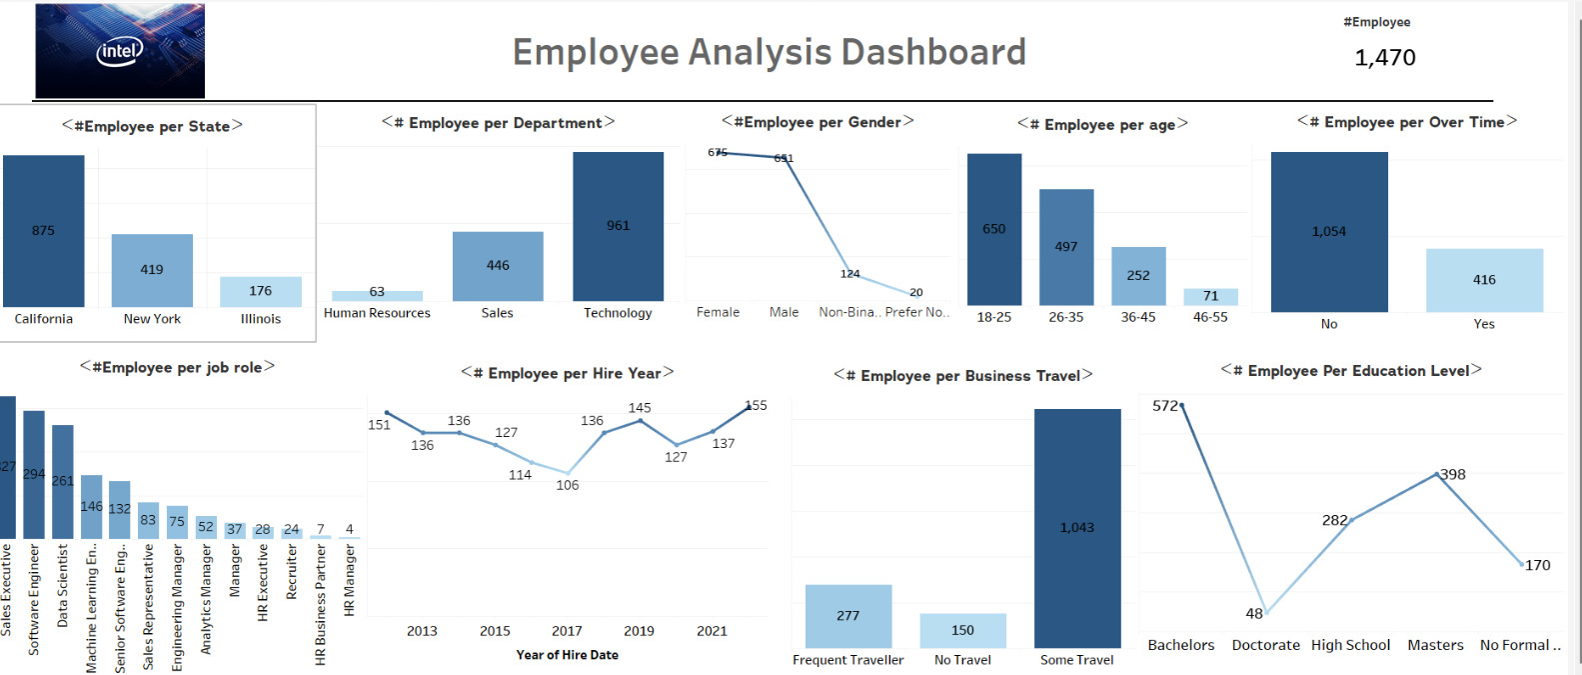 intel
Employee Analysis Dashboard
#Employee
1,470
<#Employee per State>
875
419
176
California
New York
Illinois
<# Employee per Department>
63
446
961
Human Resources
Sales
Technology
<#Employee per Gender>
675
651
124
20
Female
Male
Non-Bina..
Prefer No..
<# Employee per age>
650
497
252
71
18-25
26-35
36-45
46-55
<# Employee per Over Time>
1,054
416
No
Yes
<#Employee per job role>
294
261
146
132
83
75
52
37
28
24
7
4
Sales Executive
Software Engineer
Data Scientist
Machine Learning En..
Senior Software Eng..
Sales Representative
Engineering Manager
Analytics Manager
Manager
HR Executive
Recruiter
HR Business Partner
HR Manager
<# Employee per Hire Year>
151
136
136
127
114
106
136
145
127
137
155
2013
2015
2017
2019
2021
Year of Hire Date
<# Employee per Business Travel>
277
150
1,043
Frequent Traveller
No Travel
Some Travel
<# Employee Per Education Level>
572
48
282
398
170
Bachelors
Doctorate
High School
Masters
No Formal ..